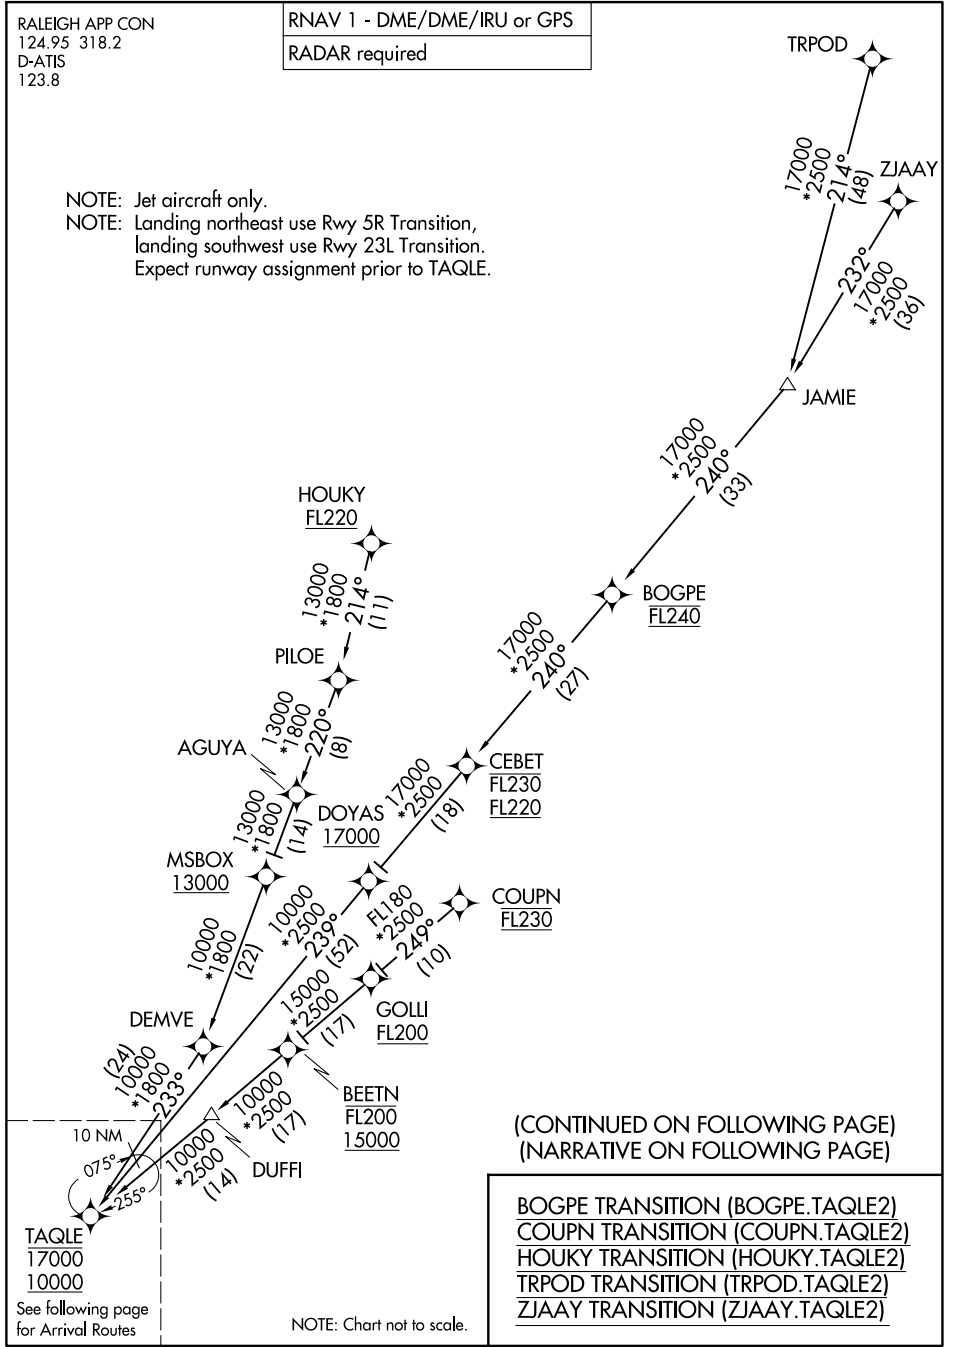 RALEIGH APP CON
124.95 318.2
D-ATIS
123.8
RNAV 1 - DME/DME/IRU or GPS
RADAR required
NOTE: Jet aircraft only.
NOTE: Landing northeast use Rwy 5R Transition,
landing southwest use Rwy 23L Transition.
Expect runway assignment prior to TAQLE.
TRPOD
17000
*2500
214°
(48)
ZJAAY
232°
17000
*2500
(36)
JAMIE
17000
*2500
240°
(33)
HOUKY
FL220
13000
*1800
214°
(11)
BOGPE
FL240
17000
*2500
240°
(27)
PILOE
13000
*1800
220°
(8)
AGUYA
13000
*1800
(14)
CEBET
FL230
FL220
17000
*2500
(18)
DOYAS
17000
MSBOX
13000
10000
*1800
(22)
10000
*2500
239°
(52)
COUPN
FL230
FL180
*2500
249°
(10)
GOLLI
FL200
15000
*2500
(17)
DEMVE
(24)
10000
*1800
233°
BEETN
FL200
15000
10000
*2500
(17)
DUFFI
10000
*2500
(14)
10 NM
075°
255°
TAQLE
17000
10000
See following page
for Arrival Routes
NOTE: Chart not to scale.
(CONTINUED ON FOLLOWING PAGE)
(NARRATIVE ON FOLLOWING PAGE)
BOGPE TRANSITION (BOGPE.TAQLE2)
COUPN TRANSITION (COUPN.TAQLE2)
HOUKY TRANSITION (HOUKY.TAQLE2)
TRPOD TRANSITION (TRPOD.TAQLE2)
ZJAAY TRANSITION (ZJAAY.TAQLE2)